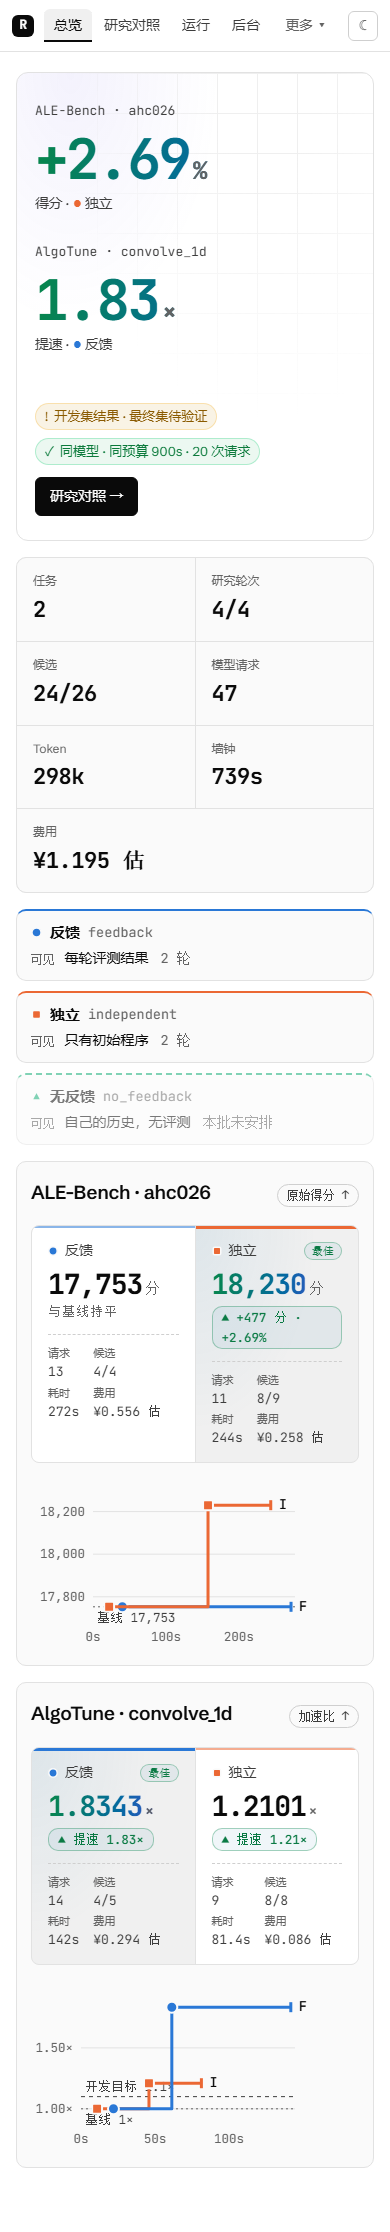 R 总览 研究对照 运行 后台 更多 ▾ ☾
ALE-Bench · ahc026
+2.69%
得分 · ● 独立
AlgoTune · convolve_1d
1.83×
提速 · ● 反馈
! 开发集结果 · 最终集待验证
✓ 同模型 · 同预算 900s · 20 次请求
研究对照 →
任务
2
研究轮次
4/4
候选
24/26
模型请求
47
Token
298k
墙钟
739s
费用
¥1.195 估
● 反馈 feedback
可见 每轮评测结果 2 轮
■ 独立 independent
可见 只有初始程序 2 轮
▲ 无反馈 no_feedback
可见 自己的历史，无评测 本批未安排
ALE-Bench · ahc026
原始得分 ↑
● 反馈
17,753 分
与基线持平
请求 候选
13 4/4
耗时 费用
272s ¥0.556 估
■ 独立 最佳
18,230 分
▲ +477 分 ·
+2.69%
请求 候选
11 8/9
耗时 费用
244s ¥0.258 估
18,200
18,000
17,800
I
F
基线 17,753
0s 100s 200s
AlgoTune · convolve_1d
加速比 ↑
● 反馈 最佳
1.8343×
▲ 提速 1.83×
请求 候选
14 4/5
耗时 费用
142s ¥0.294 估
■ 独立
1.2101×
▲ 提速 1.21×
请求 候选
9 8/8
耗时 费用
81.4s ¥0.086 估
F
1.50×
I
开发目标
1.00×
基线 1×
0s 50s 100s